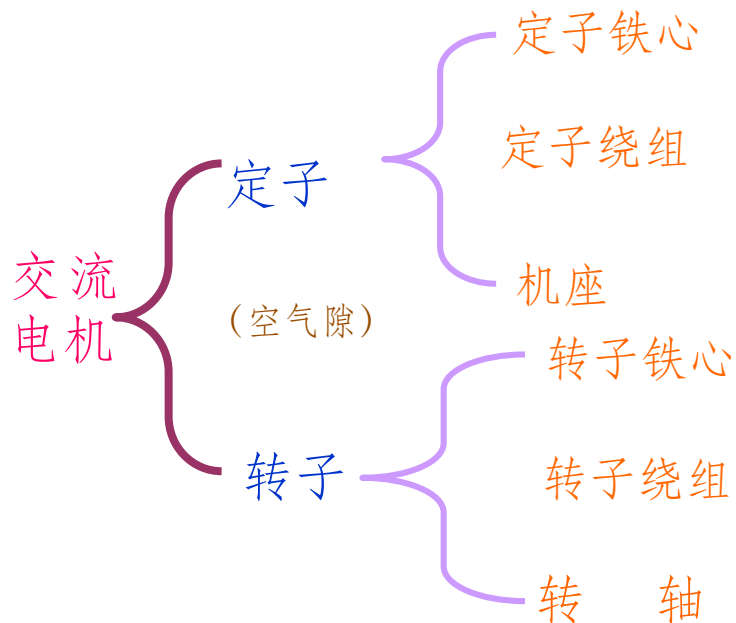 定子铁心
定子绕组
定子
机座
交流
电机
(空气隙)
转子铁心
转子
转子绕组
转 轴